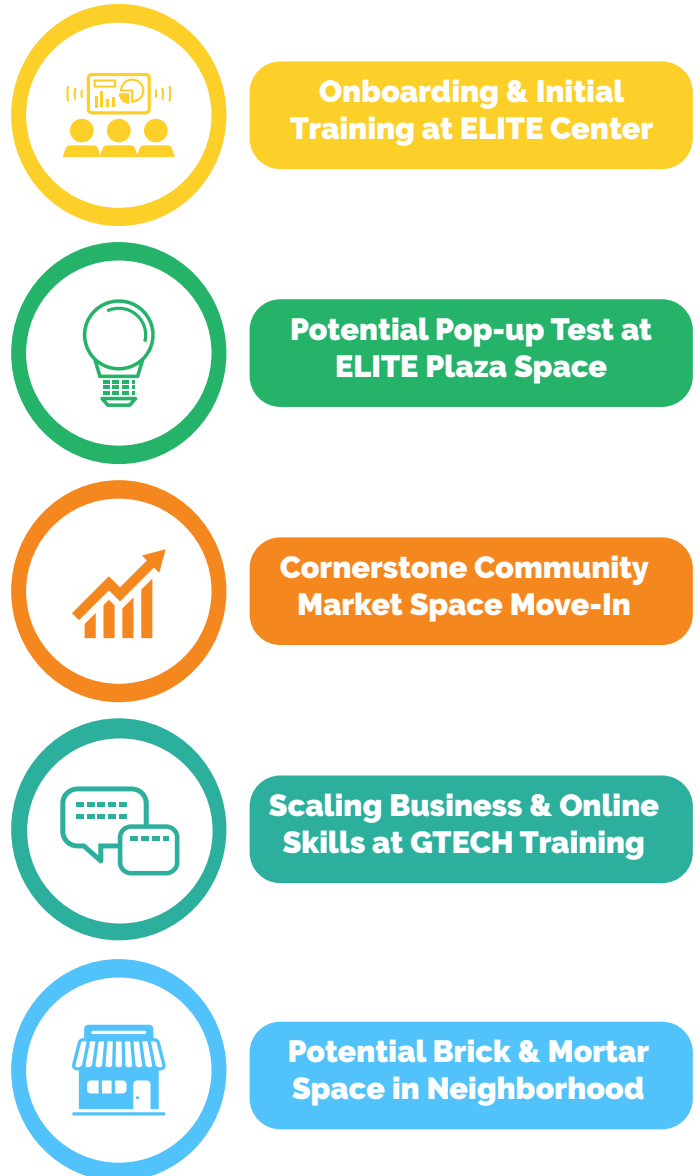 Onboarding & Initial
Training at ELITE Center
Potential Pop-up Test at
ELITE Plaza Space
Cornerstone Community
Market Space Move-In
Scaling Business & Online
Skills at GTECH Training
Potential Brick & Mortar
Space in Neighborhood